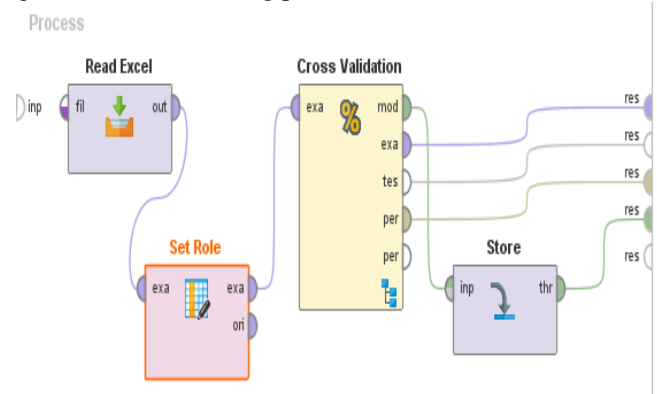 Process
Read Excel
inp
fil
out
Set Role
exa
exa
ori
Cross Validation
exa
%
mod
exa
tes
per
per
Store
inp
thr
res
res
res
res
res